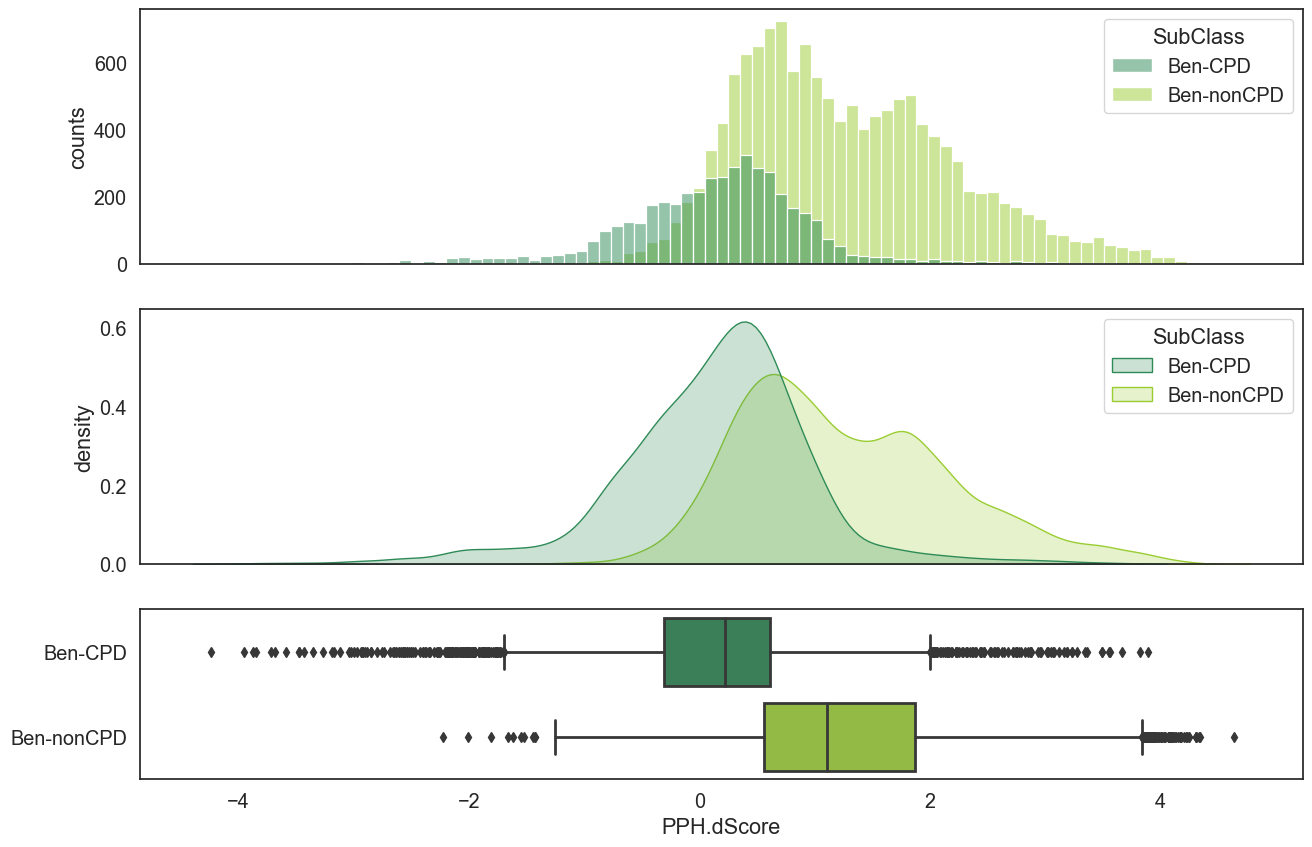 SubClass
Ben-CPD
Ben-nonCPD
600
400
200
0
counts
SubClass
Ben-CPD
Ben-nonCPD
0.6
0.4
0.2
0.0
density
Ben-CPD
Ben-nonCPD
−4 −2 0 2 4
PPH.dScore